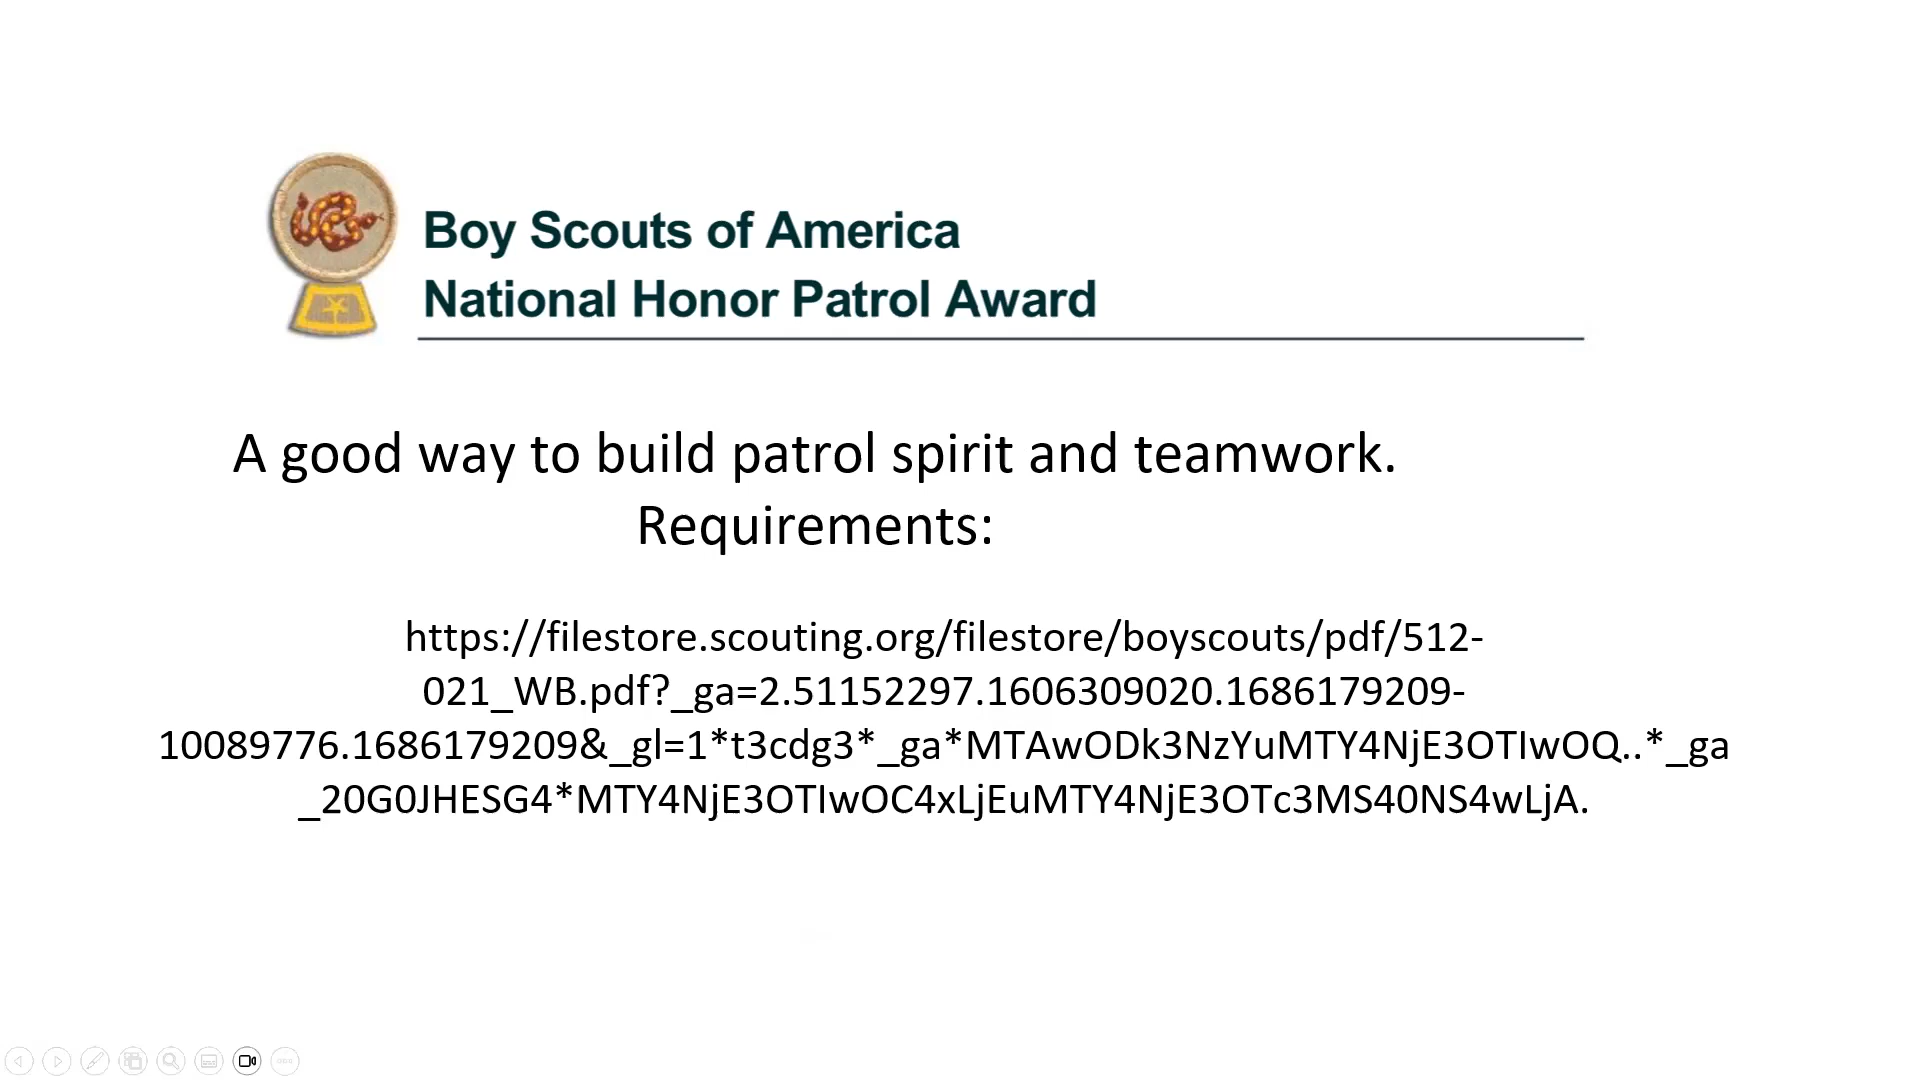 Boy Scouts of America
National Honor Patrol Award
A good way to build patrol spirit and teamwork.
Requirements:
https://filestore.scouting.org/filestore/boyscouts/pdf/512-
021_WB.pdf?_ga=2.51152297.1606309020.1686179209-
10089776.1686179209&_gl=1*t3cdg3*_ga*MTAwODk3NzYuMTY4NjE3OTIwOQ..*_ga
_20G0JHESG4*MTY4NjE3OTIwOC4xLjEuMTY4NjE3OTc3MS40NS4wLjA.